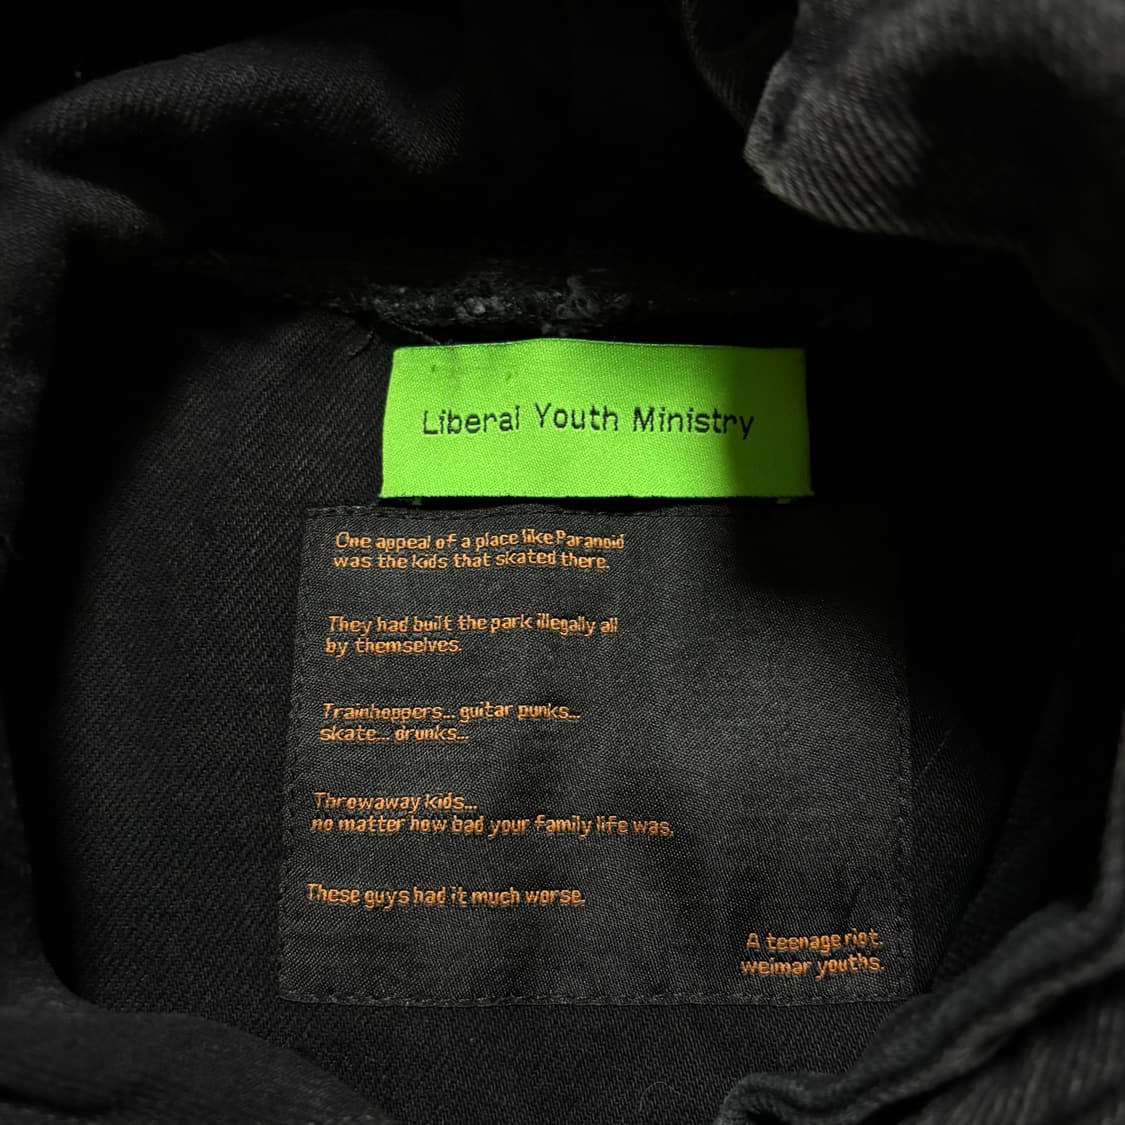 Liberal Youth Ministry
One appeal of a place like Paranoid
was the kids that skated there.
They had built the park illegally all
by themselves.
Trainhoppers... guitar punks...
skate... drunks...
Throwaway kids...
no matter how bad your family life was,
These guys had it much worse.
A teenage riot.
weimar youths.